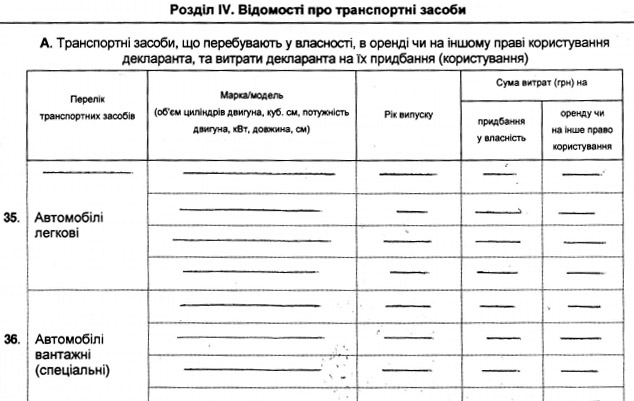 Розділ IV. Відомості про транспортні засоби
А. Транспортні засоби, що перебувають у власності, в оренді чи на іншому праві користування
декларанта, та витрати декларанта на їх придбання (користування)
Перелік
транспортних засобів
Марка/модель
(об'єм циліндрів двигуна, куб. см, потужність
двигуна, кВт, довжина, см)
Рік випуску
Сума витрат (грн) на
придбання
у власність
оренду чи
на інше право
користування
35. Автомобілі
легкові
36. Автомобілі
вантажні
(спеціальні)